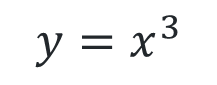 y = x³